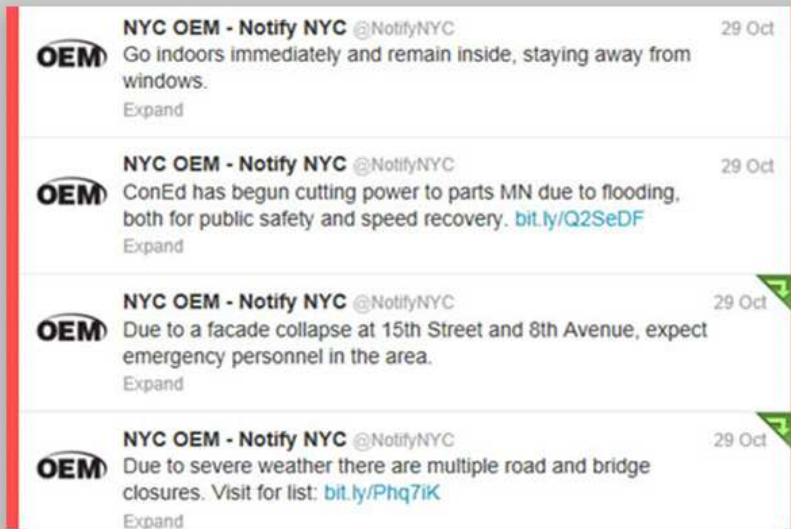 NYC OEM - Notify NYC @NotifyNYC 29 Oct
OEM Go indoors immediately and remain inside, staying away from
windows.
Expand
NYC OEM - Notify NYC @NotifyNYC 29 Oct
OEM ConEd has begun cutting power to parts MN due to flooding,
both for public safety and speed recovery. bit.ly/Q2SeDF
Expand
NYC OEM - Notify NYC @NotifyNYC 29 Oct
OEM Due to a facade collapse at 15th Street and 8th Avenue, expect
emergency personnel in the area.
Expand
NYC OEM - Notify NYC @NotifyNYC 29 Oct
OEM Due to severe weather there are multiple road and bridge
closures. Visit for list: bit.ly/Phq7iK
Expand